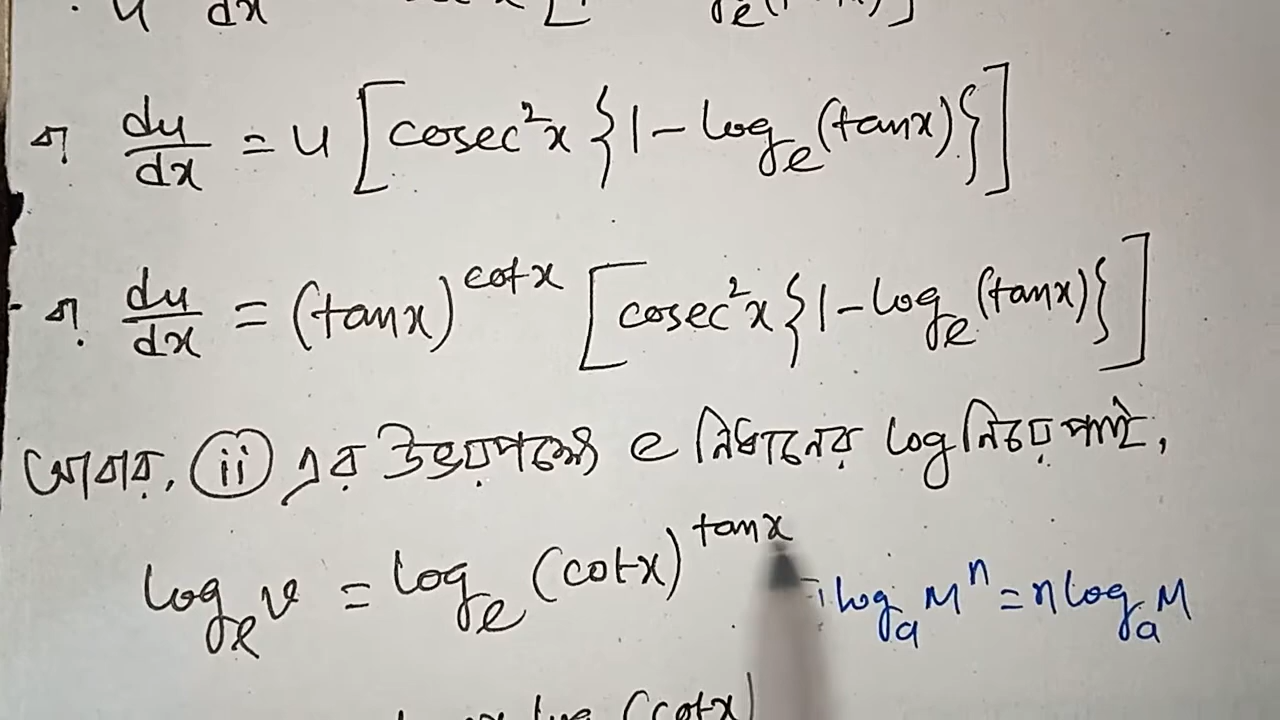 বা du/dx = u [cosec²x {1 - logₑ(tanx)}]
বা, du/dx = (tanx)^cotx [cosec²x {1 - logₑ(tanx)}]
আবার, (ii) এর উভয়পক্ষে e নিধানের log নিয়ে পাই,
logₑv = logₑ(cotx)^tanx
logₐMⁿ = n logₐM
(cotx)